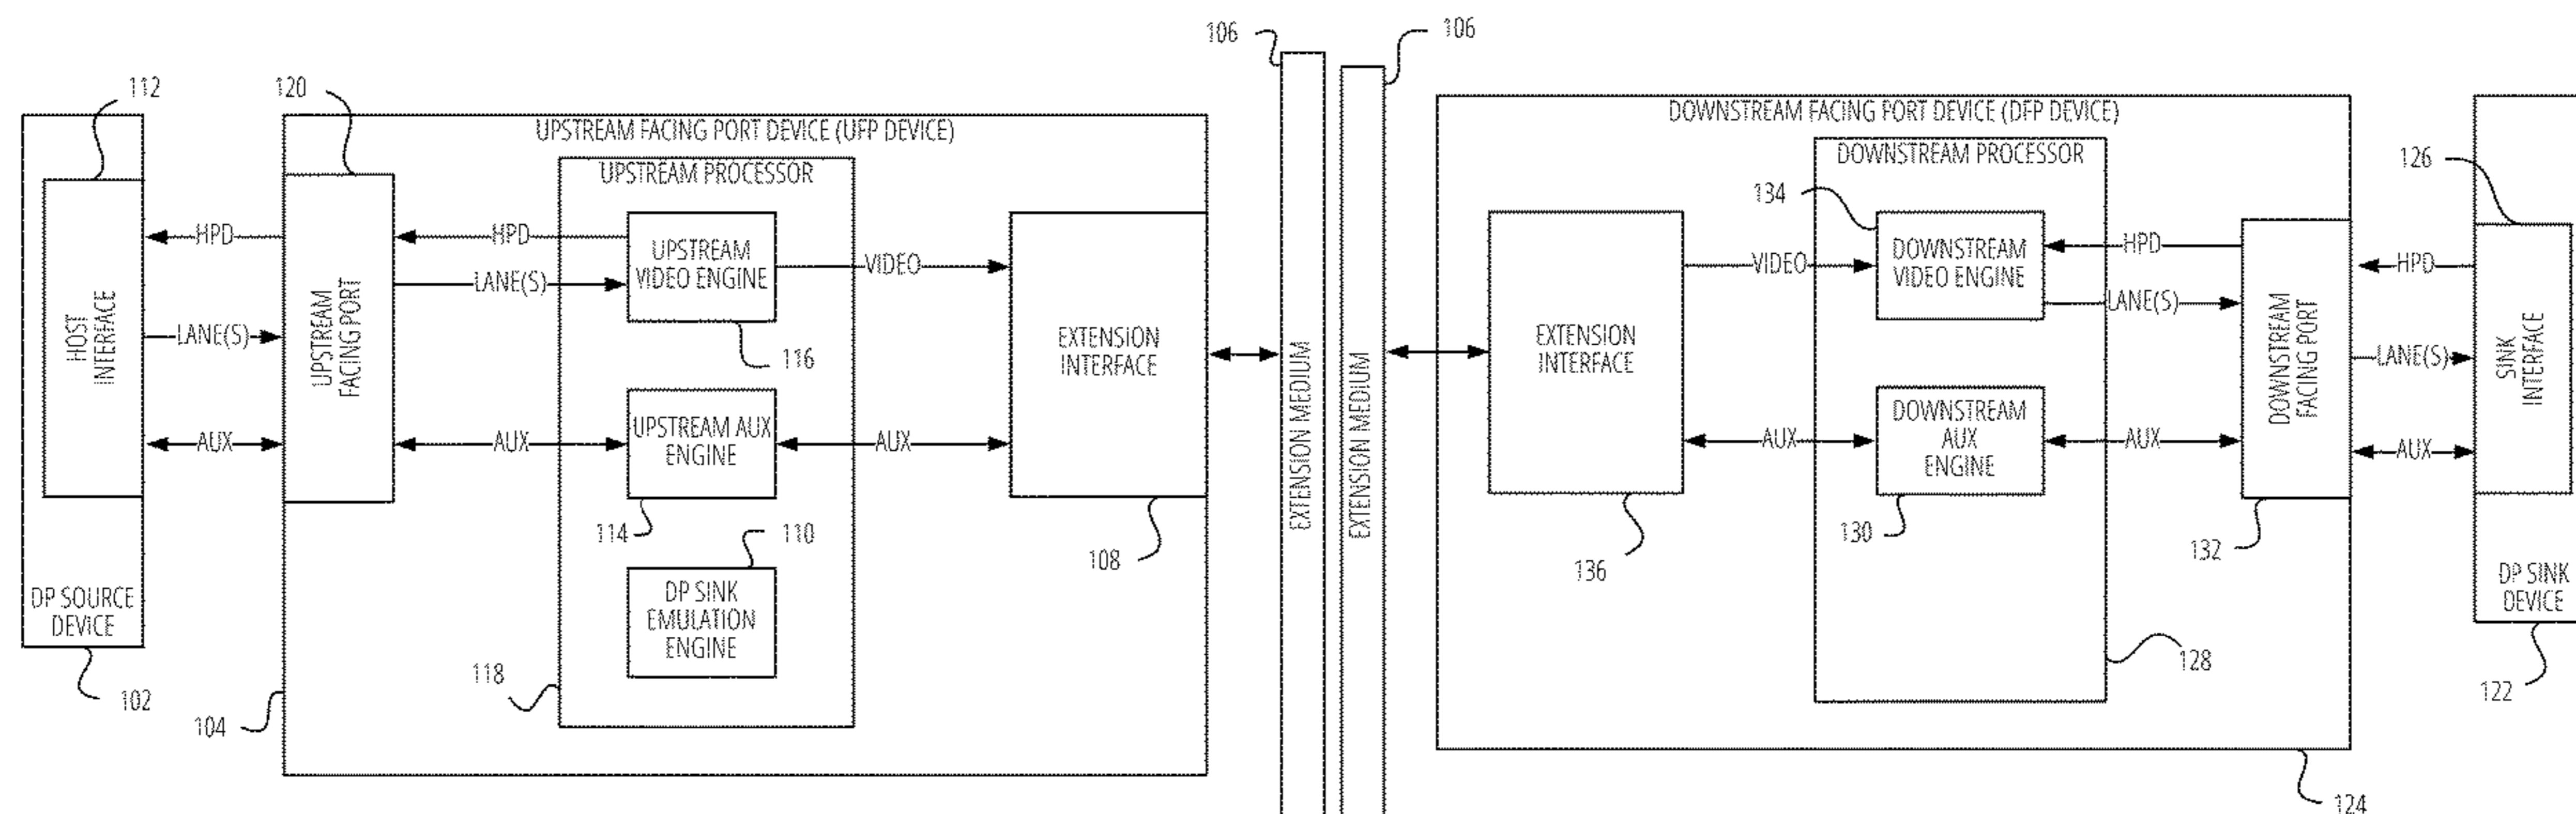 106
106
112
120
UPSTREAM FACING PORT DEVICE (UFP DEVICE)
DOWNSTREAM FACING PORT DEVICE (DFP DEVICE)
UPSTREAM PROCESSOR
DOWNSTREAM PROCESSOR
126
134
HPD
HPD
UPSTREAM
VIDEO ENGINE
VIDEO
LANE(S)
116
HOST
INTERFACE
LANE(S)
UPSTREAM
FACING PORT
EXTENSION
INTERFACE
AUX
AUX
UPSTREAM AUX
ENGINE
AUX
114
110
108
DP SINK
EMULATION
ENGINE
DP SOURCE
DEVICE
118
102
104
EXTENSION MEDIUM
EXTENSION MEDIUM
VIDEO
DOWNSTREAM
VIDEO ENGINE
HPD
HPD
LANE(S)
LANE(S)
EXTENSION
INTERFACE
DOWNSTREAM
FACING PORT
SINK
INTERFACE
AUX
DOWNSTREAM
AUX
ENGINE
AUX
AUX
130
132
136
DP SINK
DEVICE
128
122
124